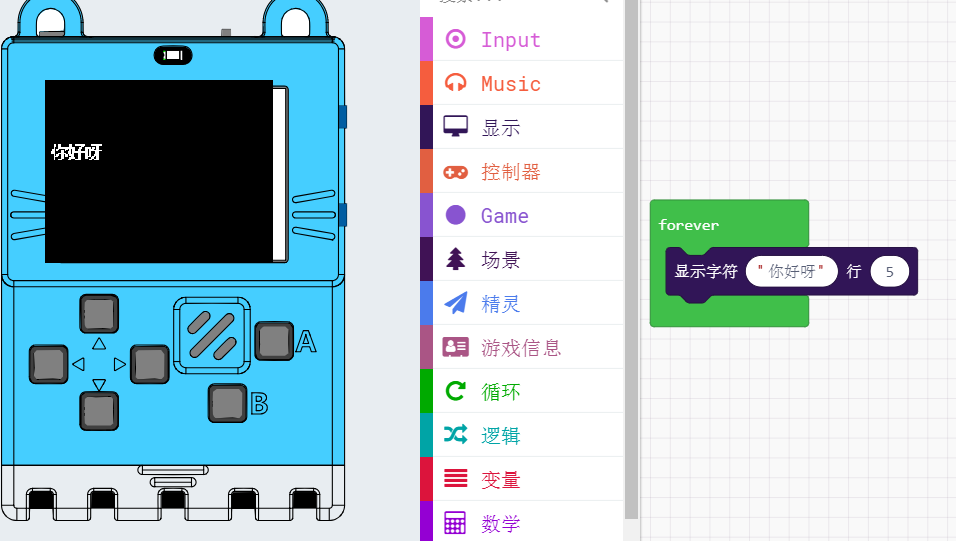 你好呀
A
B
Input
Music
显示
控制器
Game
场景
精灵
游戏信息
循环
逻辑
变量
数学
forever
显示字符 "你好呀" 行 5